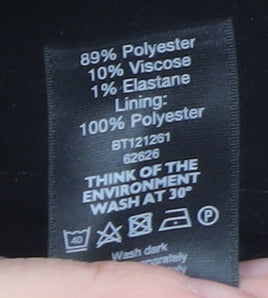 89% Polyester
10% Viscose
1% Elastane
Lining:
100% Polyester
BT121261
62626
THINK OF THE
ENVIRONMENT
WASH AT 30°
40 P
Wash dark
separately